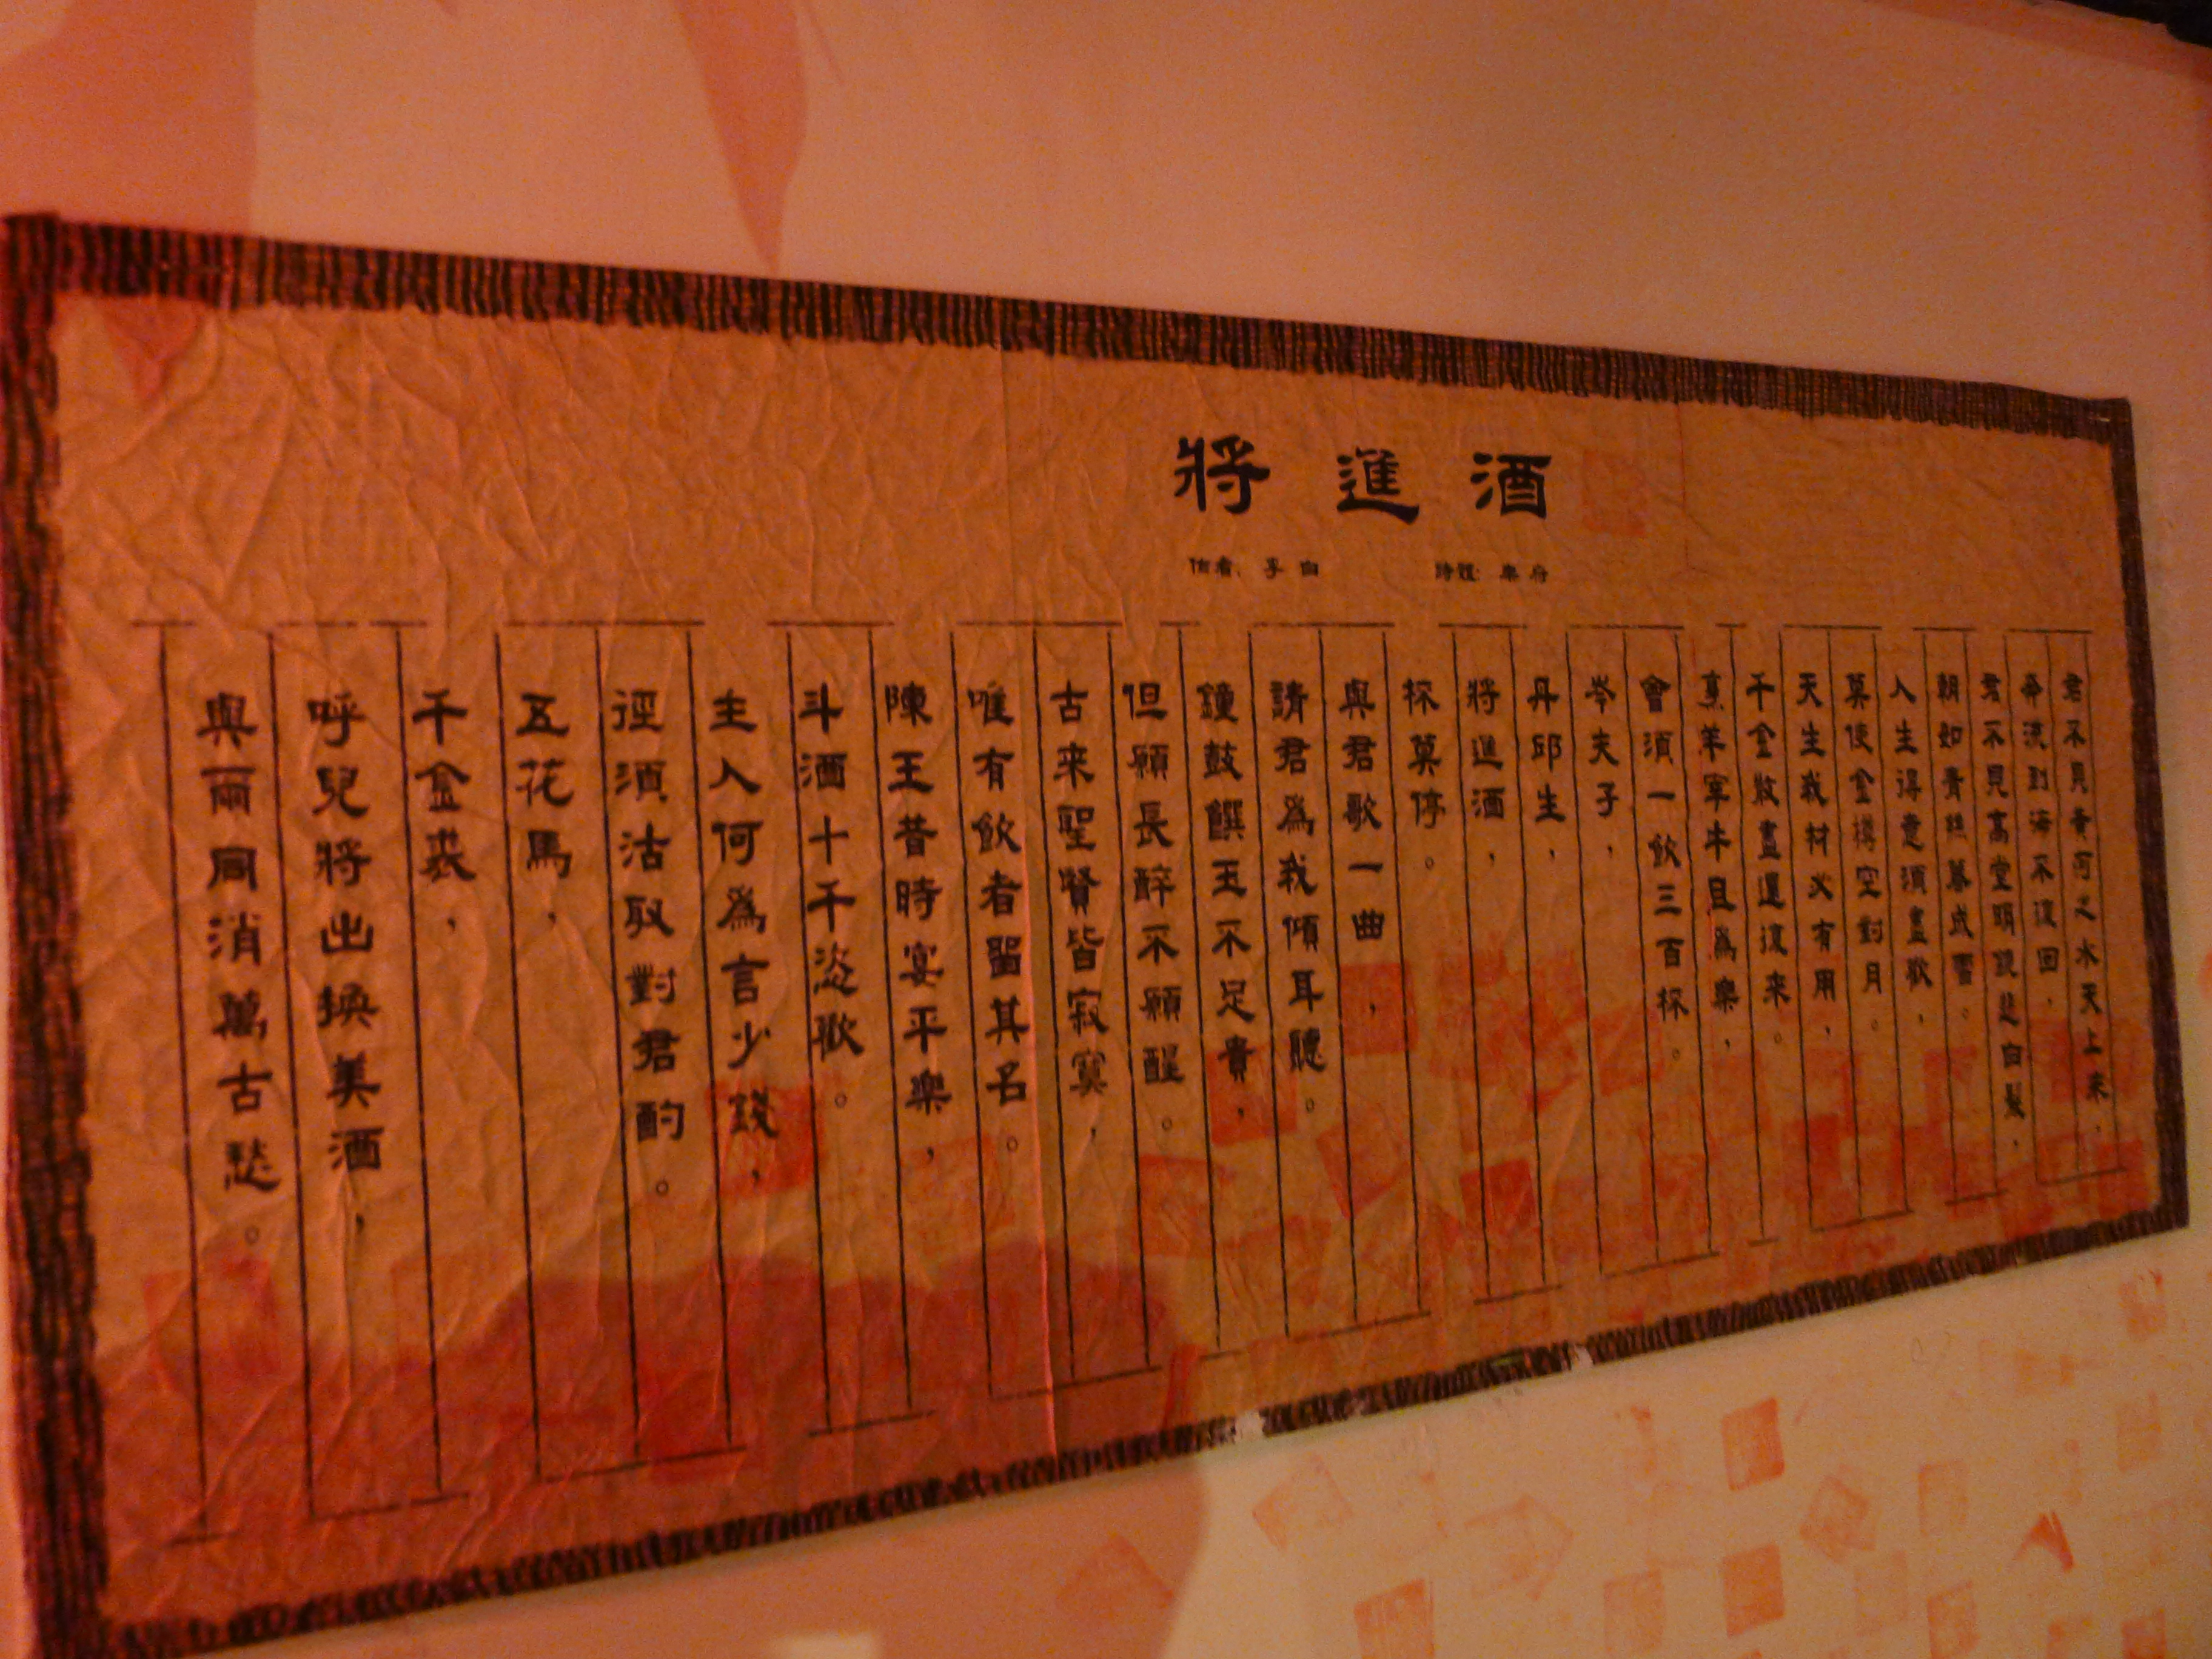 將進酒
作者：李白 詩體：樂府
君不見黃河之水天上來，
奔流到海不復回，
君不見高堂明鏡悲白髮，
朝如青絲暮成雪。
人生得意須盡歡，
莫使金樽空對月。
天生我材必有用，
千金散盡還復來。
烹羊宰牛且為樂，
會須一飲三百杯。
岑夫子，
丹邱生，
將進酒，
杯莫停。
與君歌一曲，
請君為我傾耳聽。
鐘鼓饌玉不足貴，
但願長醉不願醒。
古來聖賢皆寂寞，
唯有飲者留其名。
陳王昔時宴平樂，
斗酒十千恣歡。
主人何為言少錢，
徑須沽取對君酌。
五花馬，
千金裘，
呼兒將出換美酒，
與爾同消萬古愁。